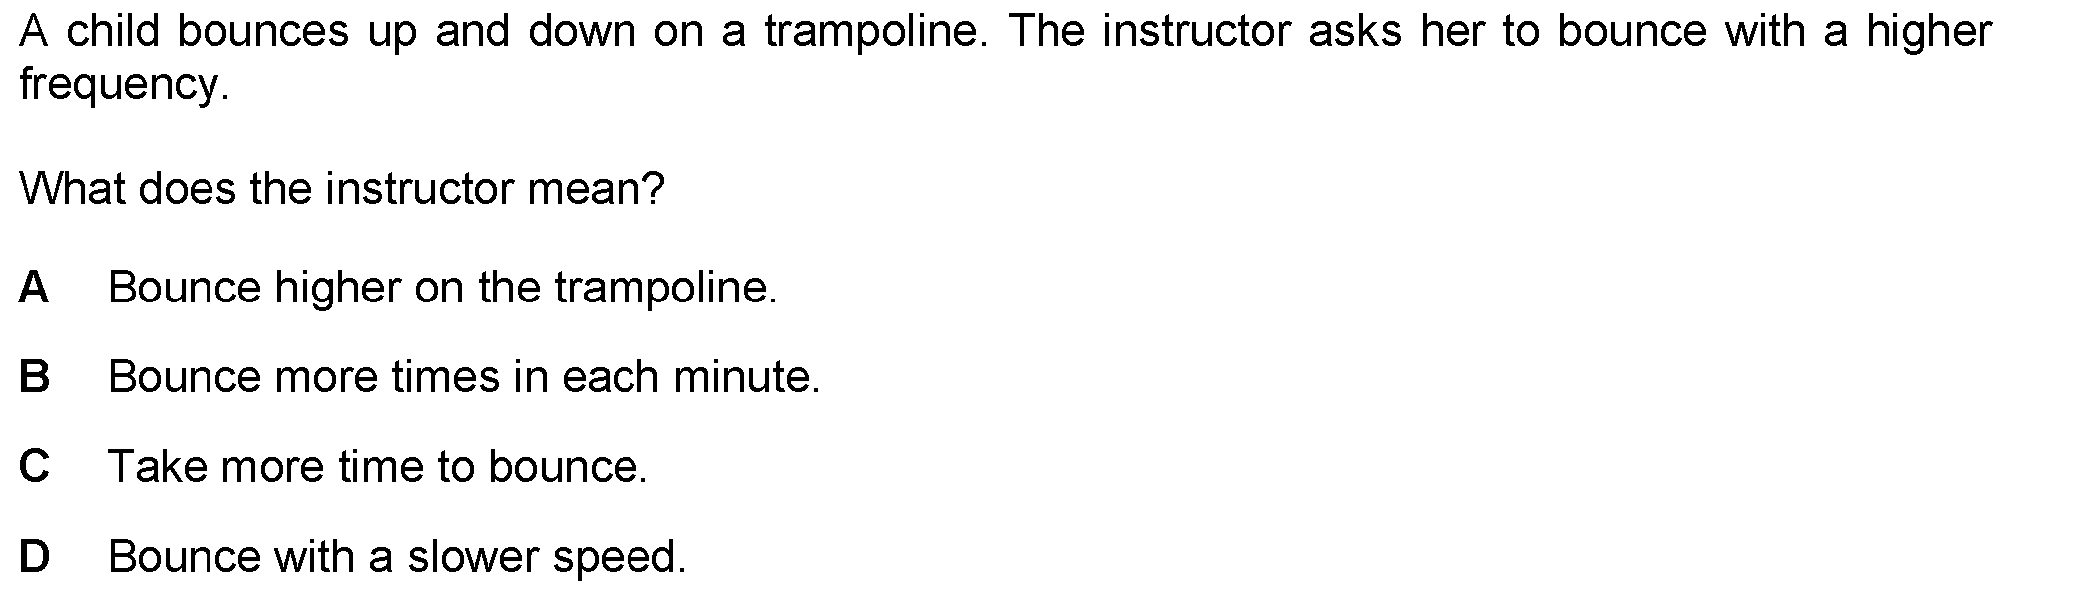 A child bounces up and down on a trampoline. The instructor asks her to bounce with a higher
frequency.
What does the instructor mean?
A Bounce higher on the trampoline.
B Bounce more times in each minute.
C Take more time to bounce.
D Bounce with a slower speed.